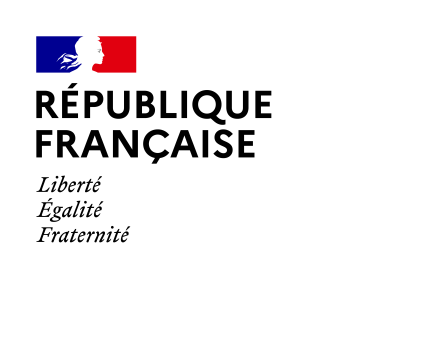 RÉPUBLIQUE
FRANÇAISE
Liberté
Égalité
Fraternité